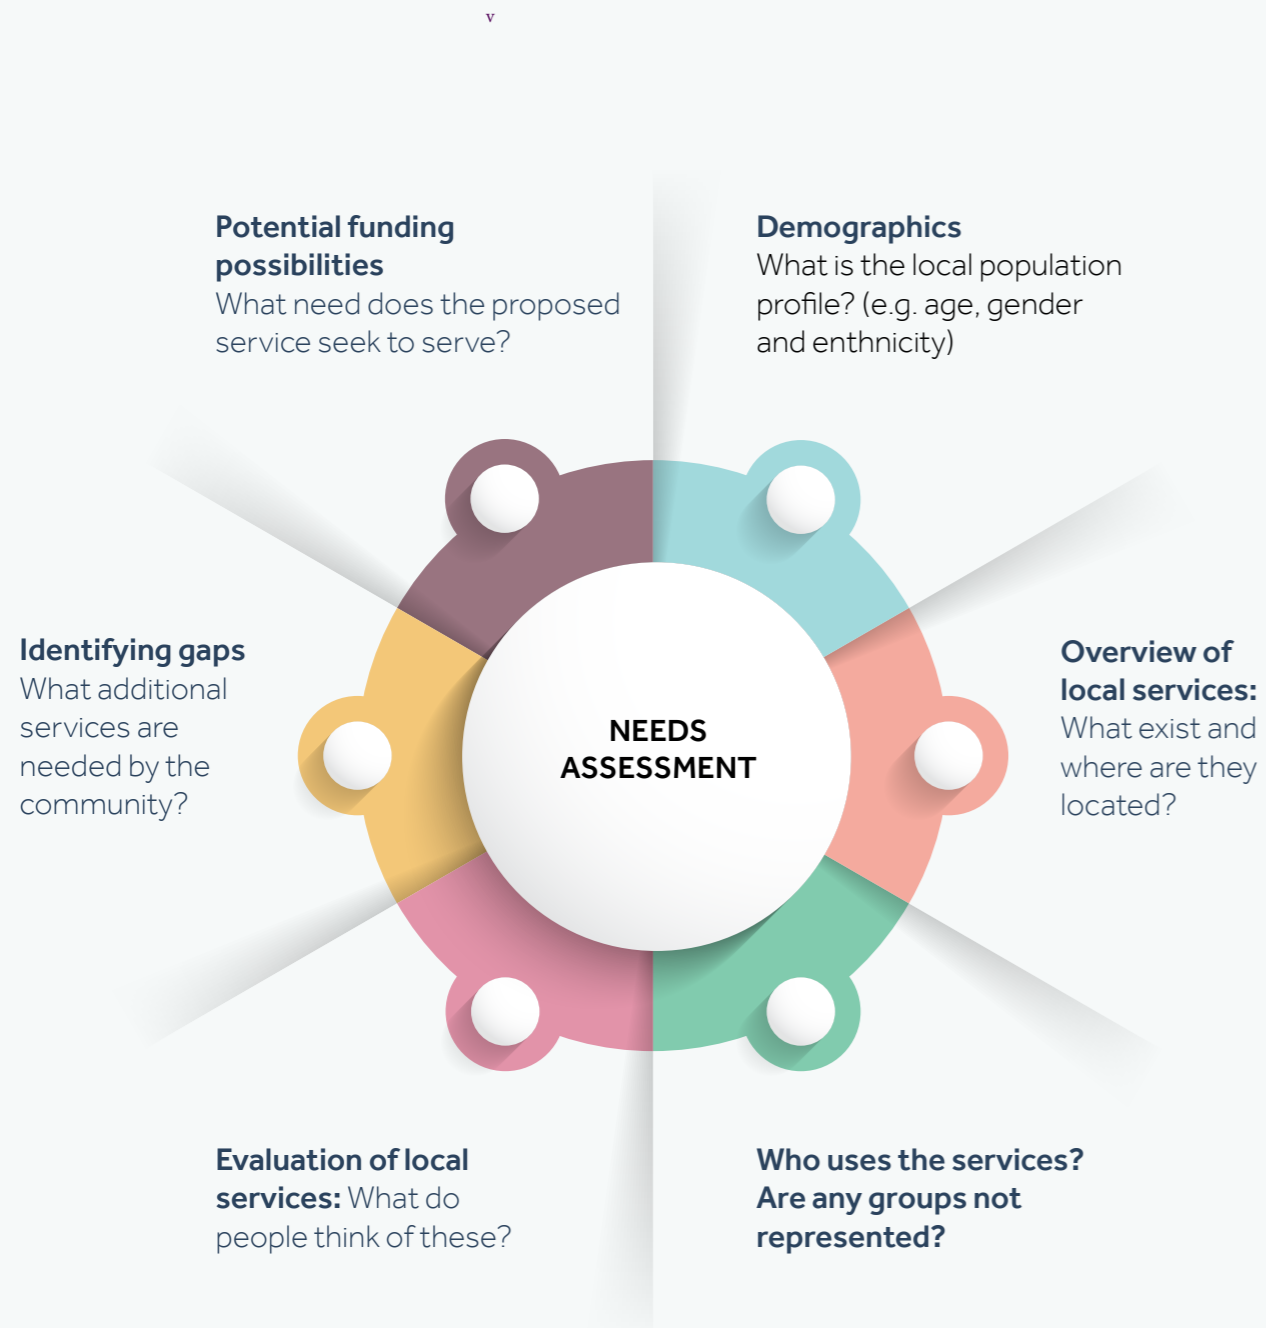 v
Potential funding
possibilities
What need does the proposed
service seek to serve?
Demographics
What is the local population
profile? (e.g. age, gender
and enthnicity)
Identifying gaps
What additional
services are
needed by the
community?
NEEDS
ASSESSMENT
Overview of
local services:
What exist and
where are they
located?
Evaluation of local
services: What do
people think of these?
Who uses the services?
Are any groups not
represented?